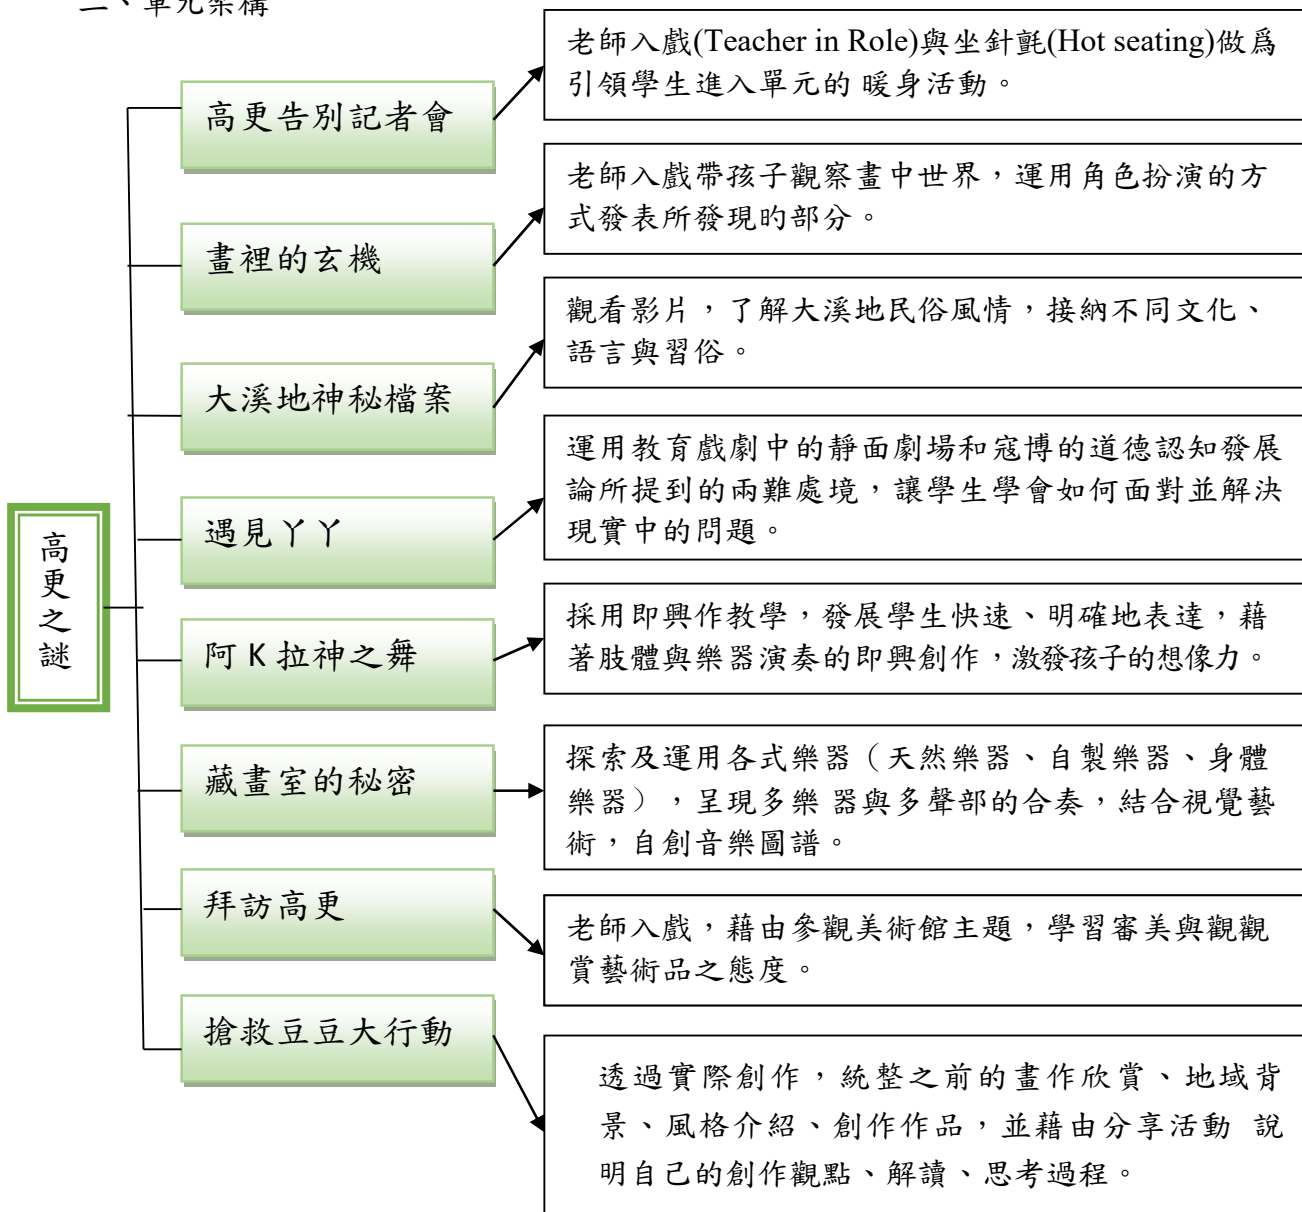 二、單元架構
高更之謎
高更告別記者會
老師入戲(Teacher in Role)與坐針氈(Hot seating)做爲
引領學生進入單元的 暖身活動。
畫裡的玄機
老師入戲帶孩子觀察畫中世界，運用角色扮演的方
式發表所發現旳部分。
大溪地神秘檔案
觀看影片，了解大溪地民俗風情，接納不同文化、
語言與習俗。
遇見丫丫
運用教育戲劇中的靜面劇場和寇博的道德認知發展
論所提到的兩難處境，讓學生學會如何面對並解決
現實中的問題。
阿 K 拉神之舞
採用即興作教學，發展學生快速、明確地表達，藉
著肢體與樂器演奏的即興創作，激發孩子的想像力。
藏畫室的秘密
探索及運用各式樂器（天然樂器、自製樂器、身體
樂器），呈現多樂 器與多聲部的合奏，結合視覺藝
術，自創音樂圖譜。
拜訪高更
老師入戲，藉由參觀美術館主題，學習審美與觀觀
賞藝術品之態度。
搶救豆豆大行動
透過實際創作，統整之前的畫作欣賞、地域背
景、風格介紹、創作作品，並藉由分享活動 說
明自己的創作觀點、解讀、思考過程。